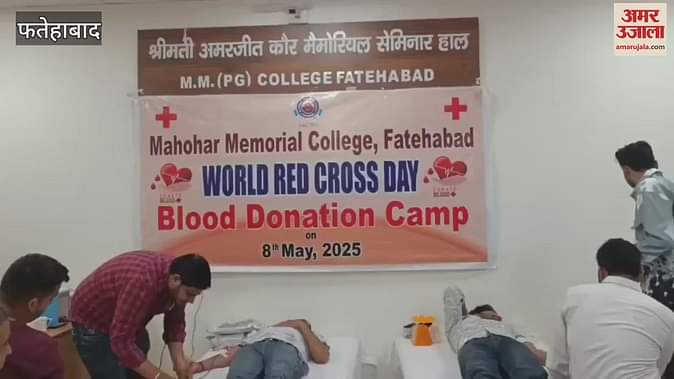 फतेहाबाद
अमर
उजाला
amarujala.com
श्रीमती अमरजीत कौर मैमोरियल सेमिनार हाल
M.M.(PG) COLLEGE FATEHABAD
Mahohar Memorial College, Fatehabad
WORLD RED CROSS DAY
Blood Donation Camp
on
8th May, 2025